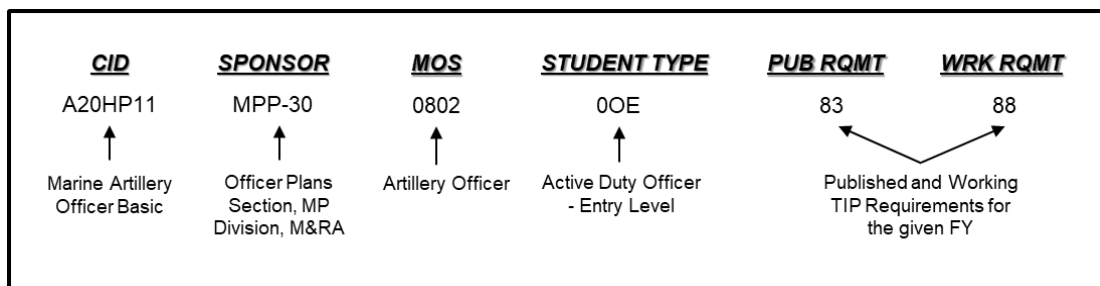 CID SPONSOR MOS STUDENT TYPE PUB RQMT WRK RQMT
A20HP11 MPP-30 0802 0OE 83 88
Marine Artillery
Officer Basic
Officer Plans
Section, MP
Division, M&RA
Artillery Officer
Active Duty Officer
- Entry Level
Published and Working
TIP Requirements for
the given FY